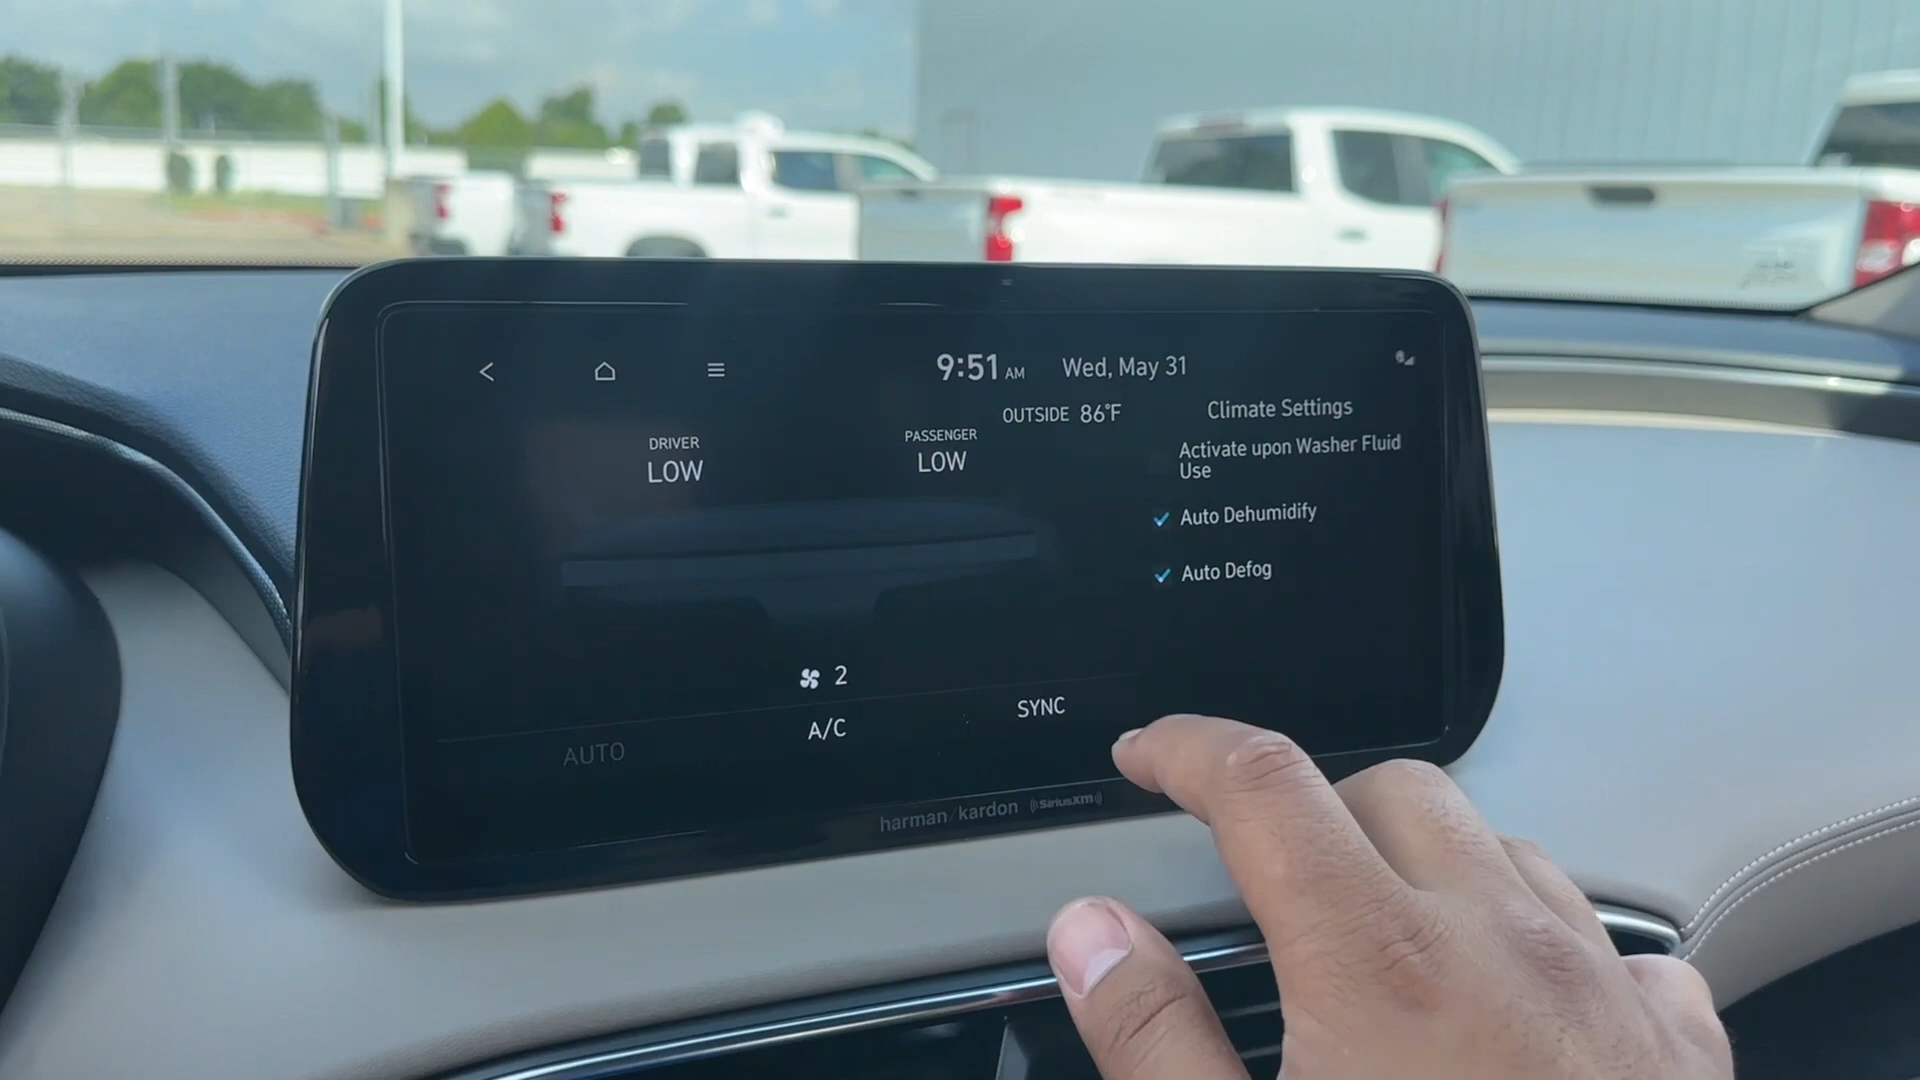 9:51 AM Wed, May 31
OUTSIDE 86°F
Climate Settings
DRIVER
LOW
PASSENGER
LOW
Activate upon Washer Fluid
Use
Auto Dehumidify
Auto Defog
2
SYNC
A/C
AUTO
harman/kardon ((SiriusXM))